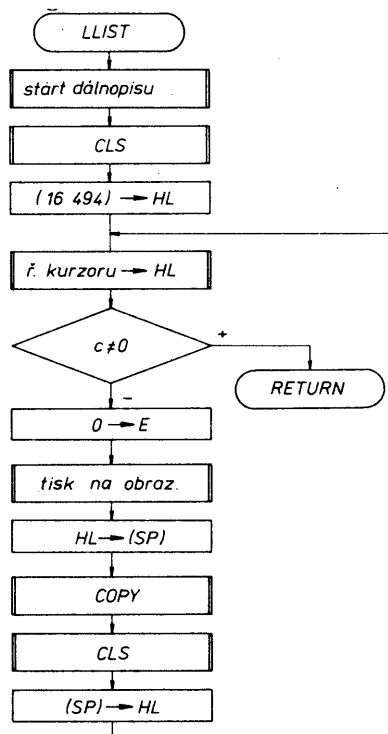 LLIST
start dálnopisu
CLS
(16 494) → HL
ř. kurzoru → HL
c ≠ 0
+
RETURN
−
0 → E
tisk na obraz.
HL → (SP)
COPY
CLS
(SP) → HL